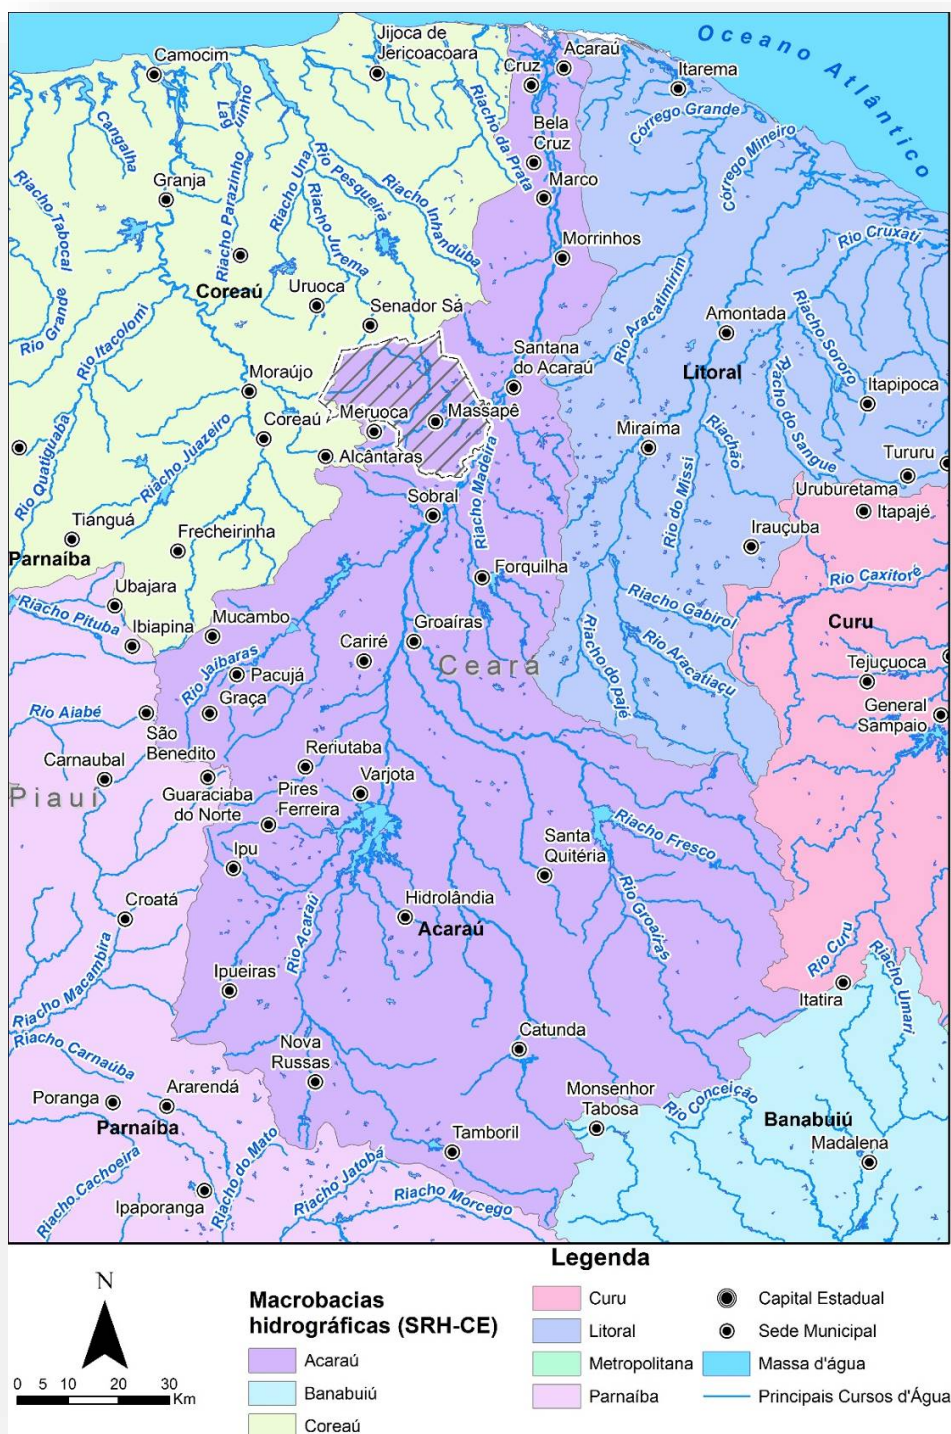 Oceano Atlântico
Camocim
Jijoca de
Jericoacoara
Acaraú
Cruz
Itarema
Cangalha
Lago
uinho
Riacho da Prata
Córrego Grande
Córrego Mineiro
Bela
Cruz
Granja
Marco
Riacho Tabocal
Riacho Parazinho
Riacho Una
Rio Pesqueira
Riacho Jurema
Riacho Inhanduba
Morrinhos
Rio Cruxati
Coreaú
Uruoca
Senador Sá
Rio Grande
Rio Itacolomi
Rio Aracatimirim
Amontada
Riacho Sororo
Santana
do Acaraú
Litoral
Moraújo
Itapipoca
Coreaú
Meruoca
Massapê
Miraíma
Riachão
Riacho do Sangue
Rio Quatiguaba
Riacho Juazeiro
Alcântaras
Riacho Madeira
Rio do Missi
Tururu
Uruburetama
Sobral
Itapajé
Tianguá
Frecheirinha
Irauçuba
Parnaíba
Forquilha
Rio Caxitoré
Ubajara
Riacho Pituba
Ibiapina
Mucambo
Groaíras
Cariré
Ceará
Riacho Gabirol
Curu
Rio Jaibaras
Pacujá
Riacho do pajé
Rio Aracatiaçu
Tejuçuoca
Graça
Rio Aiabé
General
Sampaio
São
Benedito
Carnaubal
Reriutaba
Varjota
Piauí
Guaraciaba
do Norte
Pires
Ferreira
Santa
Quitéria
Riacho Fresco
Ipu
Croatá
Hidrolândia
Acaraú
Rio Acaraú
Rio Groaíras
Riacho Macambira
Ipueiras
Rio Curu
Riacho Umari
Itatira
Catunda
Riacho Carnaúba
Nova
Russas
Monsenhor
Tabosa
Rio Conceição
Poranga
Ararendá
Parnaíba
Banabuiú
Madalena
Tamboril
Riacho Cachoeira
Riacho do Mato
Riacho Jatobá
Ipaporanga
Riacho Morcego
Legenda
N
0 5 10 20 30
Km
Macrobacias
hidrográficas (SRH-CE)
Acaraú
Banabuiú
Coreaú
Curu
Litoral
Metropolitana
Parnaíba
Capital Estadual
Sede Municipal
Massa d'água
Principais Cursos d'Água